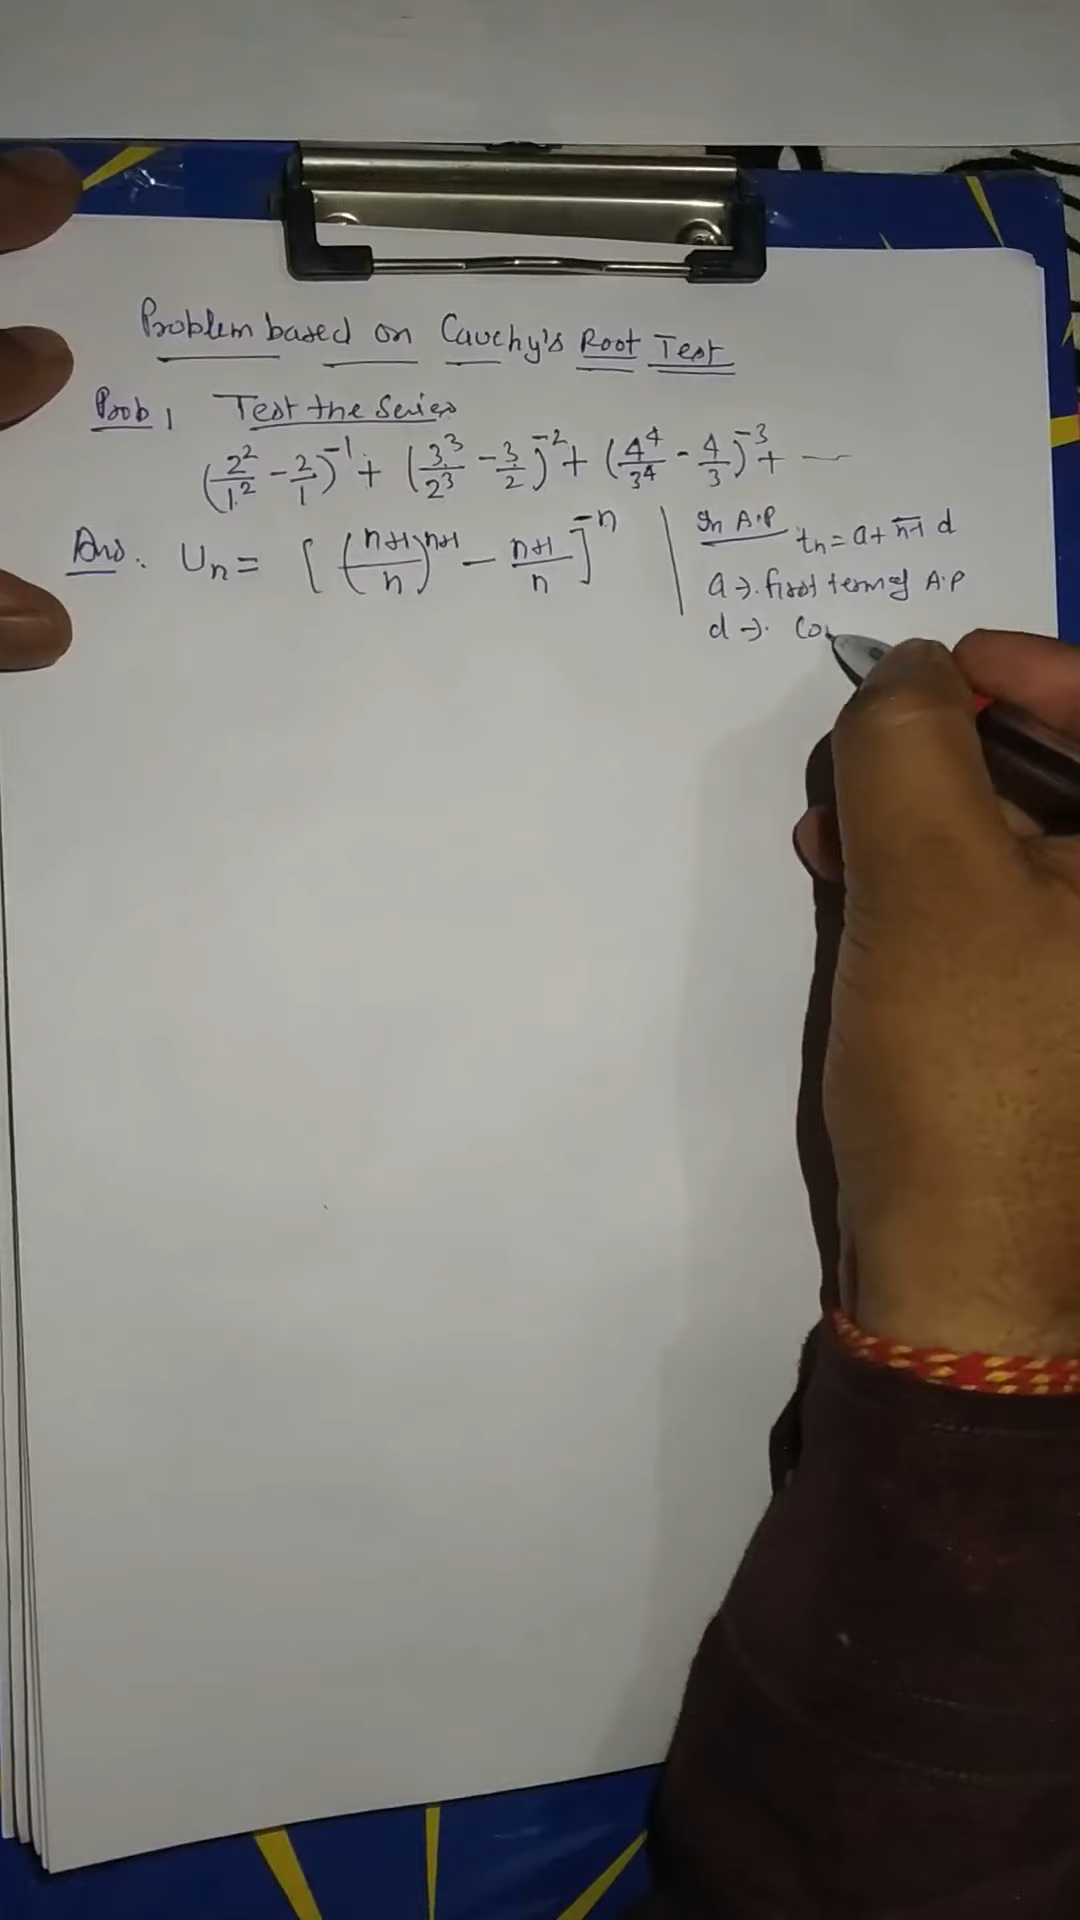 Problem based on Cauchy's Root Test
Prob 1 Test the Series
(2²/1² - 2/1)⁻¹ + (3³/2³ - 3/2)⁻² + (4⁴/3⁴ - 4/3)⁻³ + —
Ans. Uₙ = [((n+1)/n)ⁿ⁺¹ - (n+1)/n]⁻ⁿ
In A.P tₙ = a + n-1 d
a → first term of A.P
d → Co